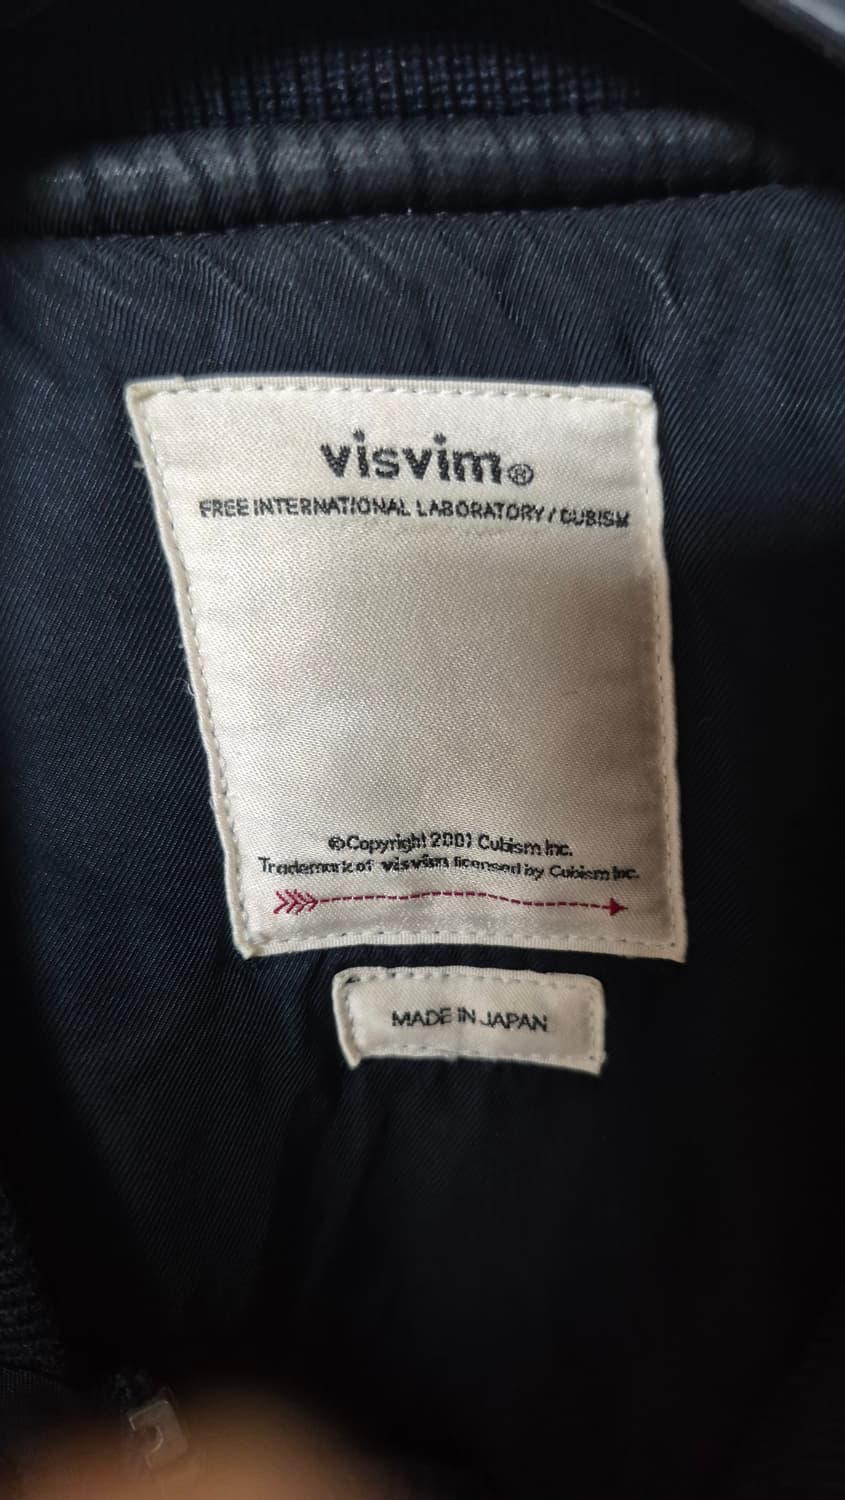 visvim®
FREE INTERNATIONAL LABORATORY / CUBISM
©Copyright 2001 Cubism Inc.
Trademark of visvim licensed by Cubism Inc.
MADE IN JAPAN